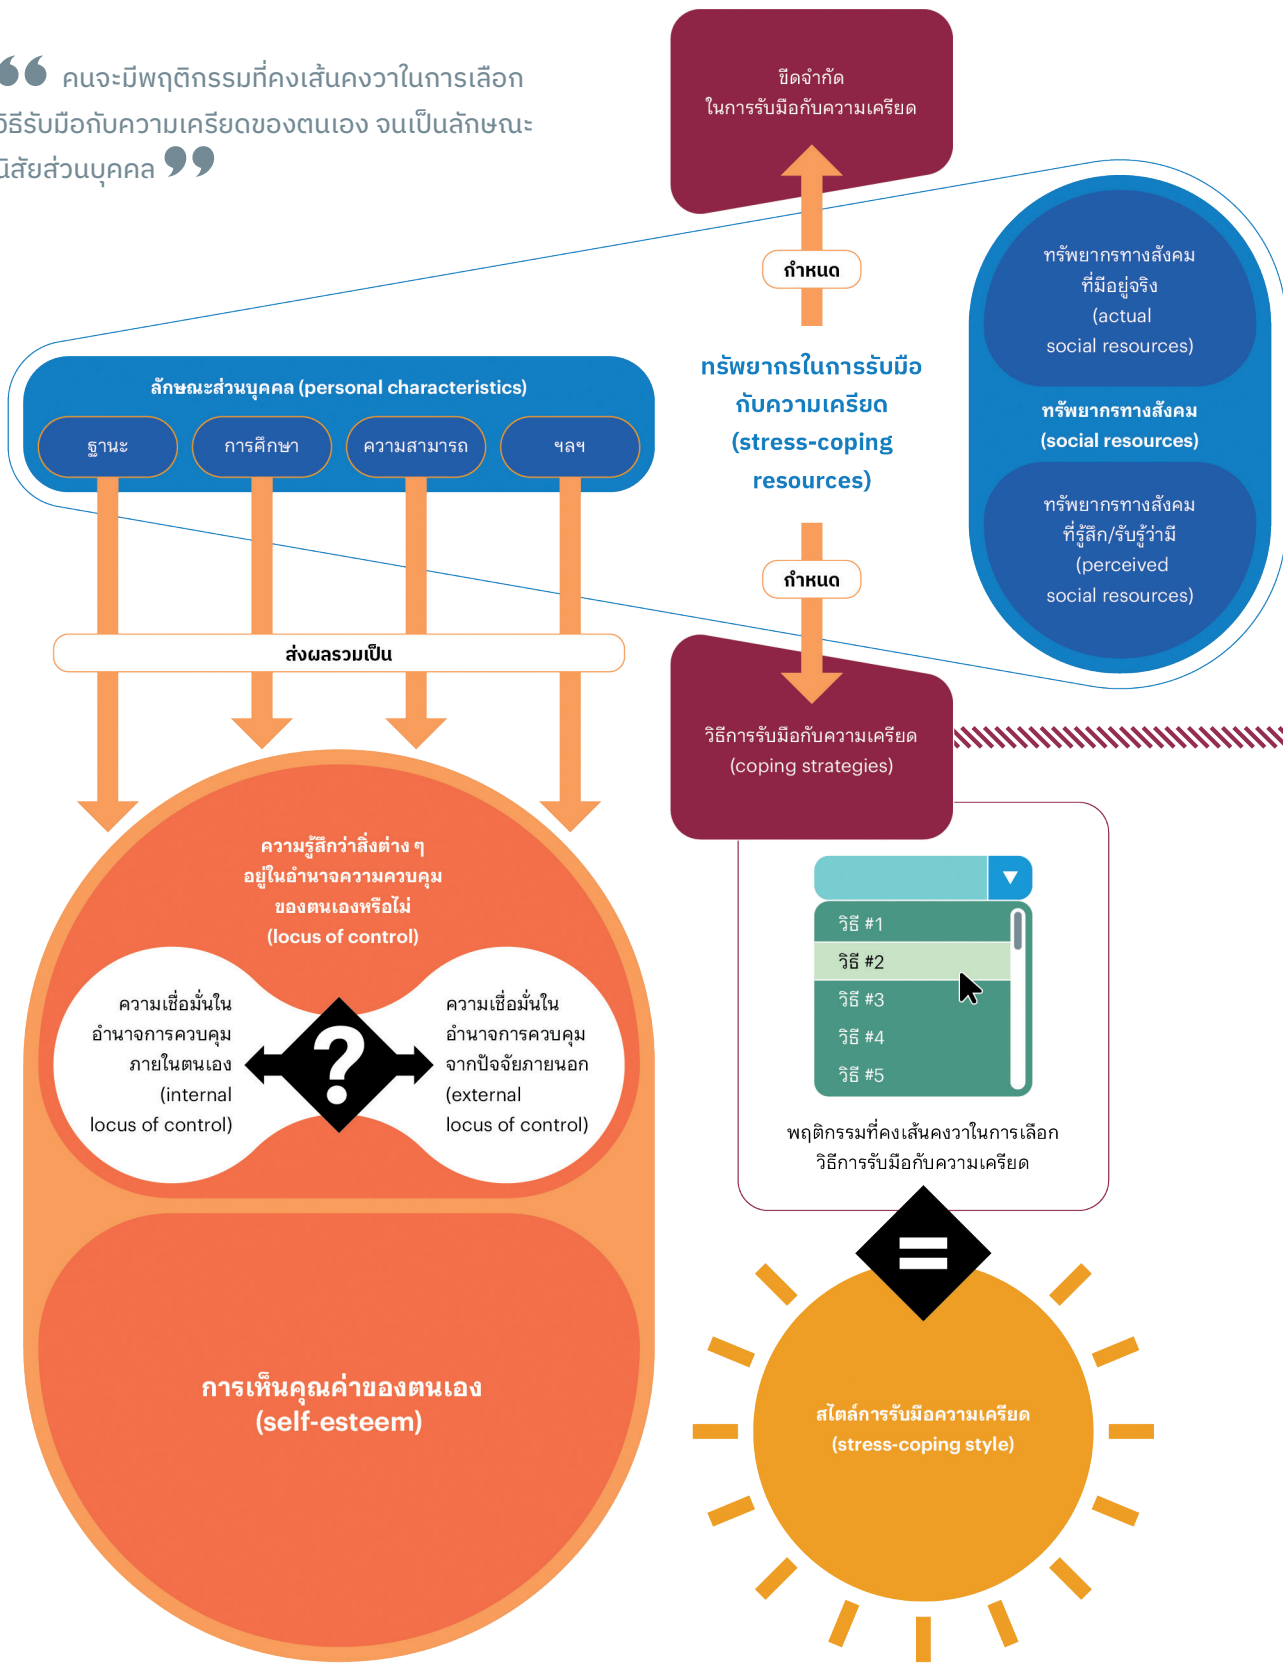 “ คนจะมีพฤติกรรมที่คงเส้นคงวาในการเลือก
วิธีรับมือกับความเครียดของตนเอง จนเป็นลักษณะ
นิสัยส่วนบุคคล ”
ขีดจำกัด
ในการรับมือกับความเครียด
กำหนด
ทรัพยากรทางสังคม
ที่มีอยู่จริง
(actual
social resources)
ทรัพยากรทางสังคม
(social resources)
ทรัพยากรทางสังคม
ที่รู้สึก/รับรู้ว่ามี
(perceived
social resources)
ทรัพยากรในการรับมือ
กับความเครียด
(stress-coping
resources)
กำหนด
ลักษณะส่วนบุคคล (personal characteristics)
ฐานะ
การศึกษา
ความสามารถ
ฯลฯ
ส่งผลรวมเป็น
วิธีการรับมือกับความเครียด
(coping strategies)
ความรู้สึกว่าสิ่งต่าง ๆ
อยู่ในอำนาจความควบคุม
ของตนเองหรือไม่
(locus of control)
ความเชื่อมั่นใน
อำนาจการควบคุม
ภายในตนเอง
(internal
locus of control)
?
ความเชื่อมั่นใน
อำนาจการควบคุม
จากปัจจัยภายนอก
(external
locus of control)
วิธี #1
วิธี #2
วิธี #3
วิธี #4
วิธี #5
พฤติกรรมที่คงเส้นคงวาในการเลือก
วิธีการรับมือกับความเครียด
=
การเห็นคุณค่าของตนเอง
(self-esteem)
สไตล์การรับมือความเครียด
(stress-coping style)